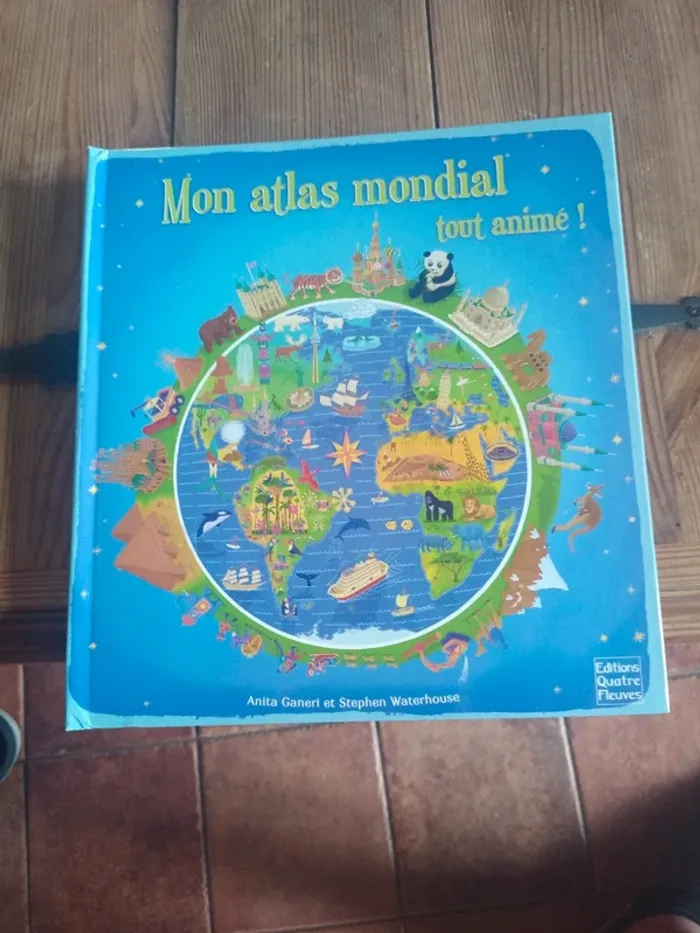 Mon atlas mondial
tout animé !
Anita Ganeri et Stephen Waterhouse
Editions
Quatre
Fleuves